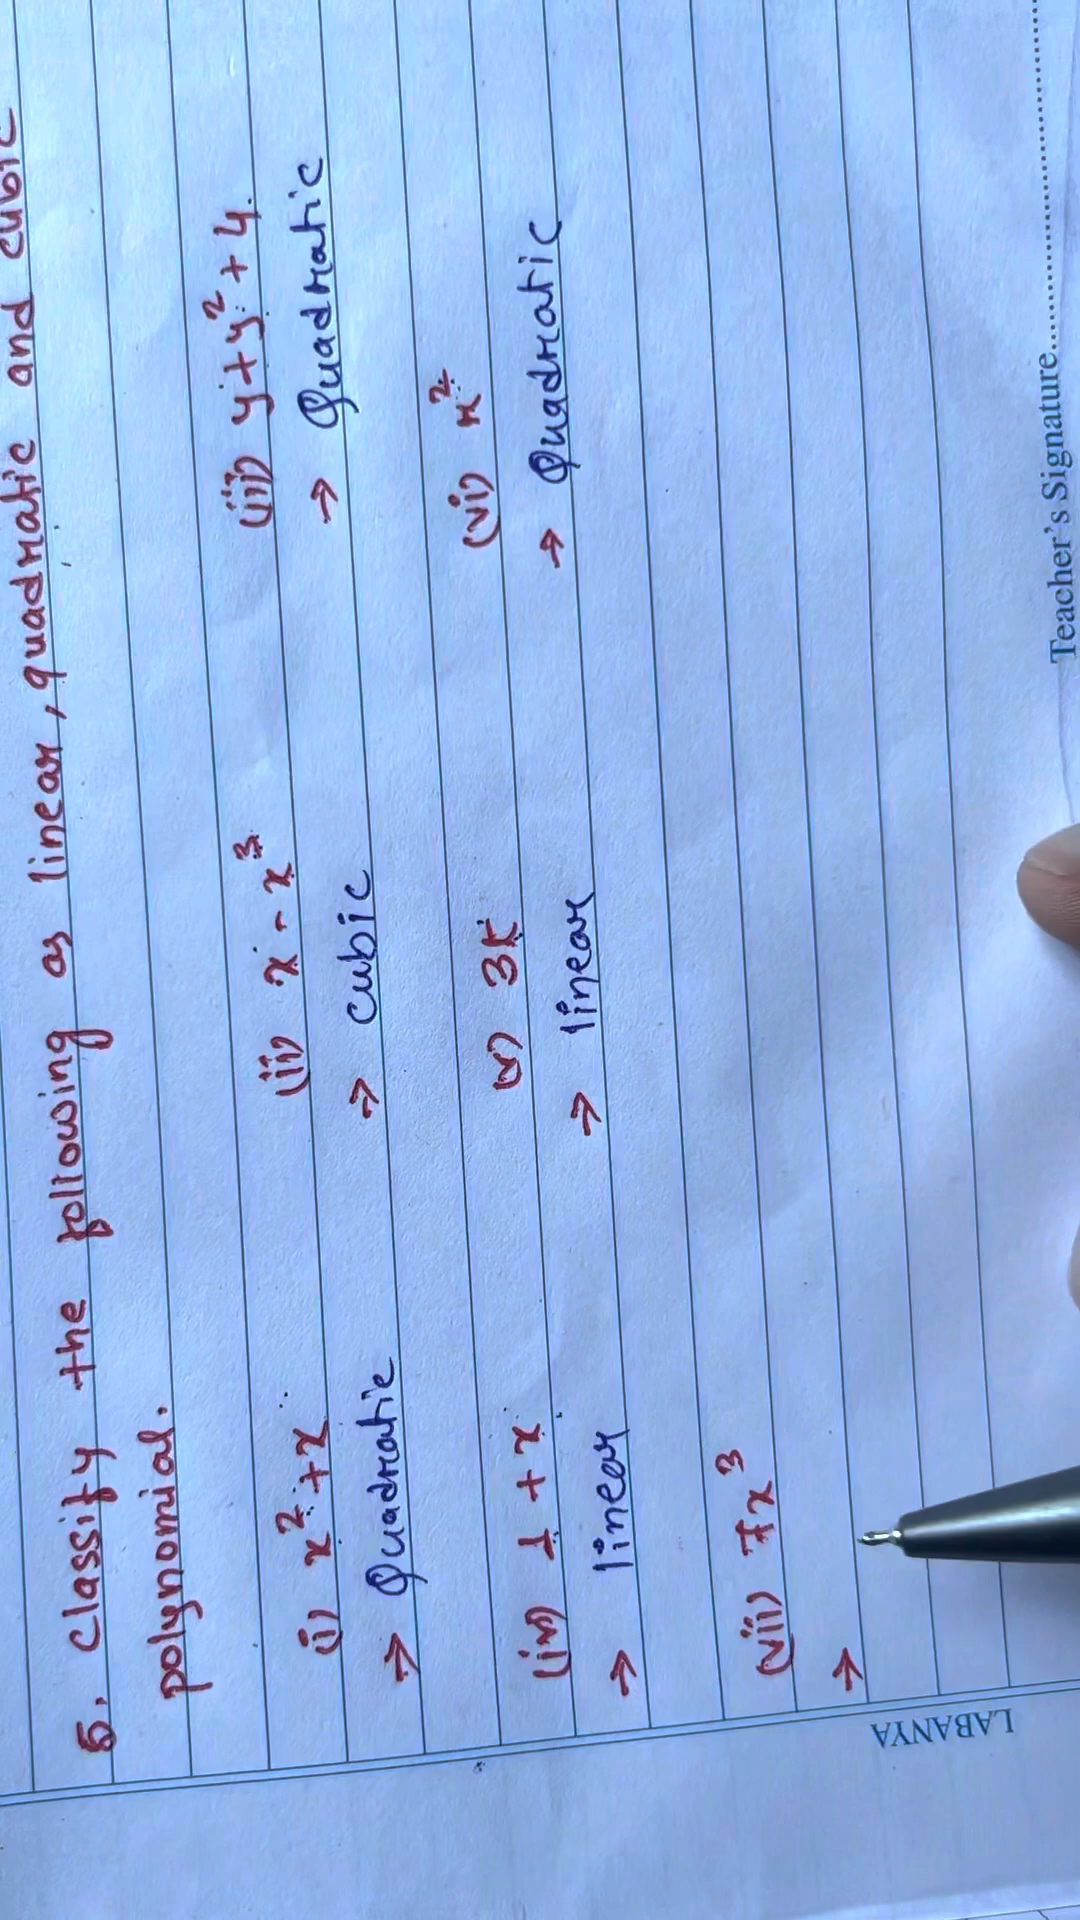 5. classify the following as linear, quadratic and cubic
polynomial.
(i) x²+x (ii) x-x³ (iii) y+y²+4.
→ Quadratic → cubic → Quadratic
(iv) 1+x (v) 3t (vi) r²
→ linear → linear → Quadratic
(vii) 7x³
→
Teacher's Signature
LABANYA